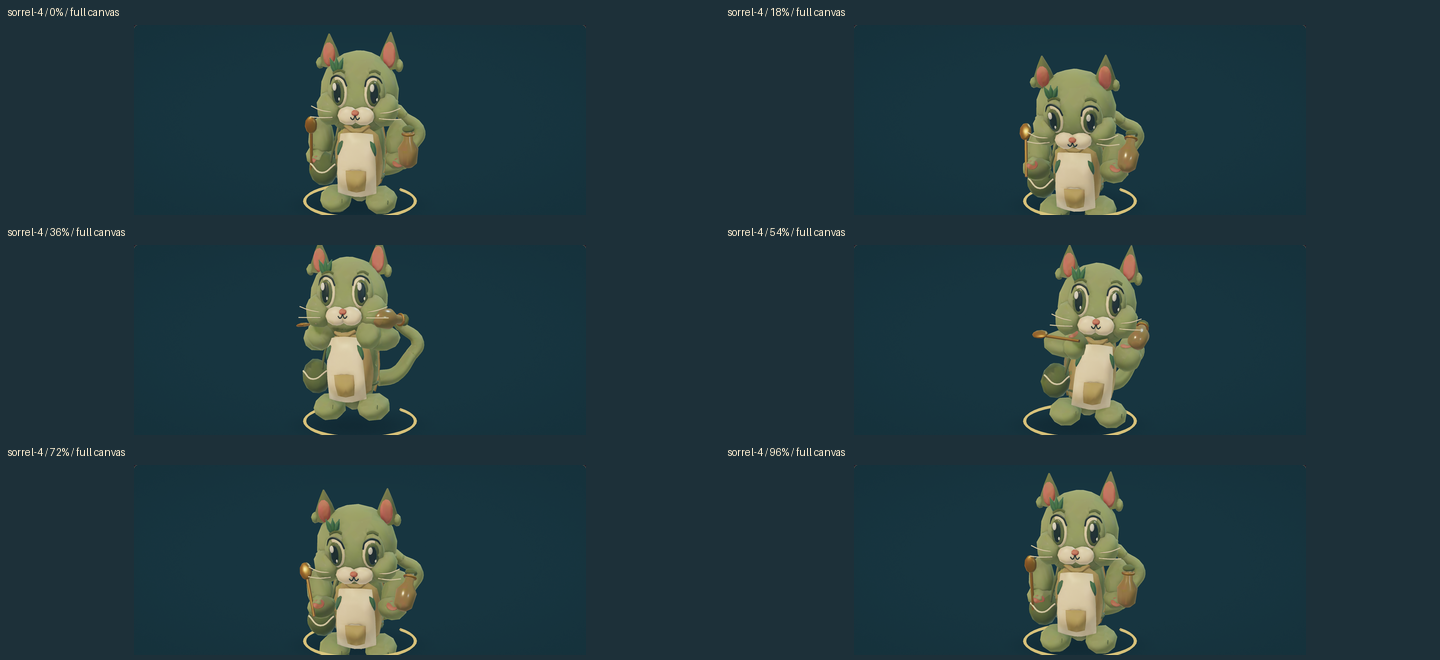 sorrel-4 / 0% / full canvas
sorrel-4 / 18% / full canvas
sorrel-4 / 36% / full canvas
sorrel-4 / 54% / full canvas
sorrel-4 / 72% / full canvas
sorrel-4 / 96% / full canvas